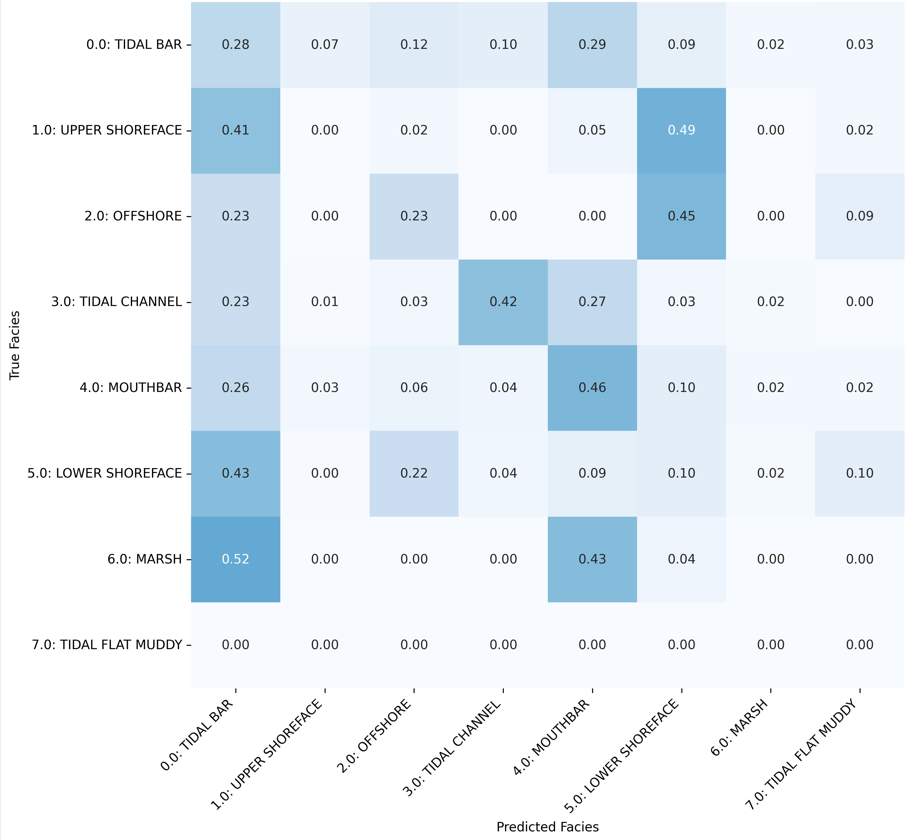 0.0: TIDAL BAR 0.28 0.07 0.12 0.10 0.29 0.09 0.02 0.03
1.0: UPPER SHOREFACE 0.41 0.00 0.02 0.00 0.05 0.49 0.00 0.02
2.0: OFFSHORE 0.23 0.00 0.23 0.00 0.00 0.45 0.00 0.09
3.0: TIDAL CHANNEL 0.23 0.01 0.03 0.42 0.27 0.03 0.02 0.00
4.0: MOUTHBAR 0.26 0.03 0.06 0.04 0.46 0.10 0.02 0.02
5.0: LOWER SHOREFACE 0.43 0.00 0.22 0.04 0.09 0.10 0.02 0.10
6.0: MARSH 0.52 0.00 0.00 0.00 0.43 0.04 0.00 0.00
7.0: TIDAL FLAT MUDDY 0.00 0.00 0.00 0.00 0.00 0.00 0.00 0.00
True Facies
0.0: TIDAL BAR
1.0: UPPER SHOREFACE
2.0: OFFSHORE
3.0: TIDAL CHANNEL
4.0: MOUTHBAR
5.0: LOWER SHOREFACE
6.0: MARSH
7.0: TIDAL FLAT MUDDY
Predicted Facies